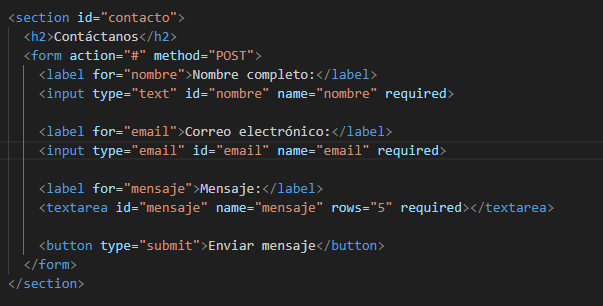 <section id="contacto">
<h2>Contáctanos</h2>
<form action="#" method="POST">
<label for="nombre">Nombre completo:</label>
<input type="text" id="nombre" name="nombre" required>
<label for="email">Correo electrónico:</label>
<input type="email" id="email" name="email" required>
<label for="mensaje">Mensaje:</label>
<textarea id="mensaje" name="mensaje" rows="5" required></textarea>
<button type="submit">Enviar mensaje</button>
</form>
</section>